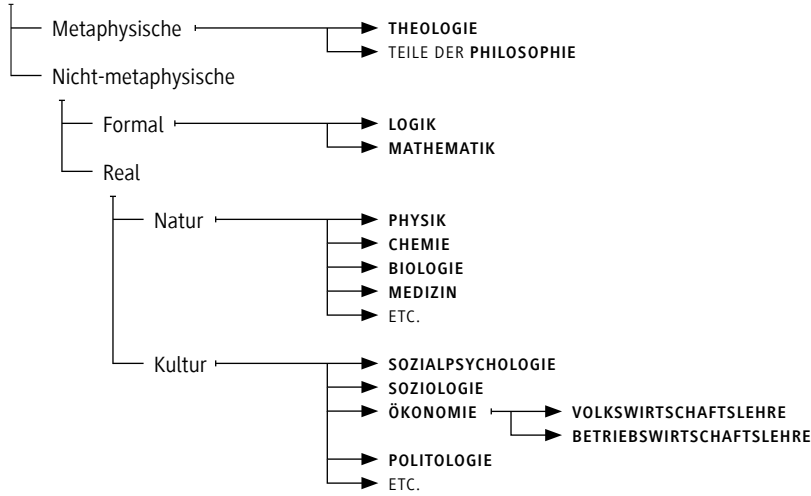 Metaphysische THEOLOGIE
TEILE DER PHILOSOPHIE
Nicht-metaphysische
Formal LOGIK
MATHEMATIK
Real
Natur PHYSIK
CHEMIE
BIOLOGIE
MEDIZIN
ETC.
Kultur SOZIALPSYCHOLOGIE
SOZIOLOGIE
ÖKONOMIE VOLKSWIRTSCHAFTSLEHRE
BETRIEBSWIRTSCHAFTSLEHRE
POLITOLOGIE
ETC.